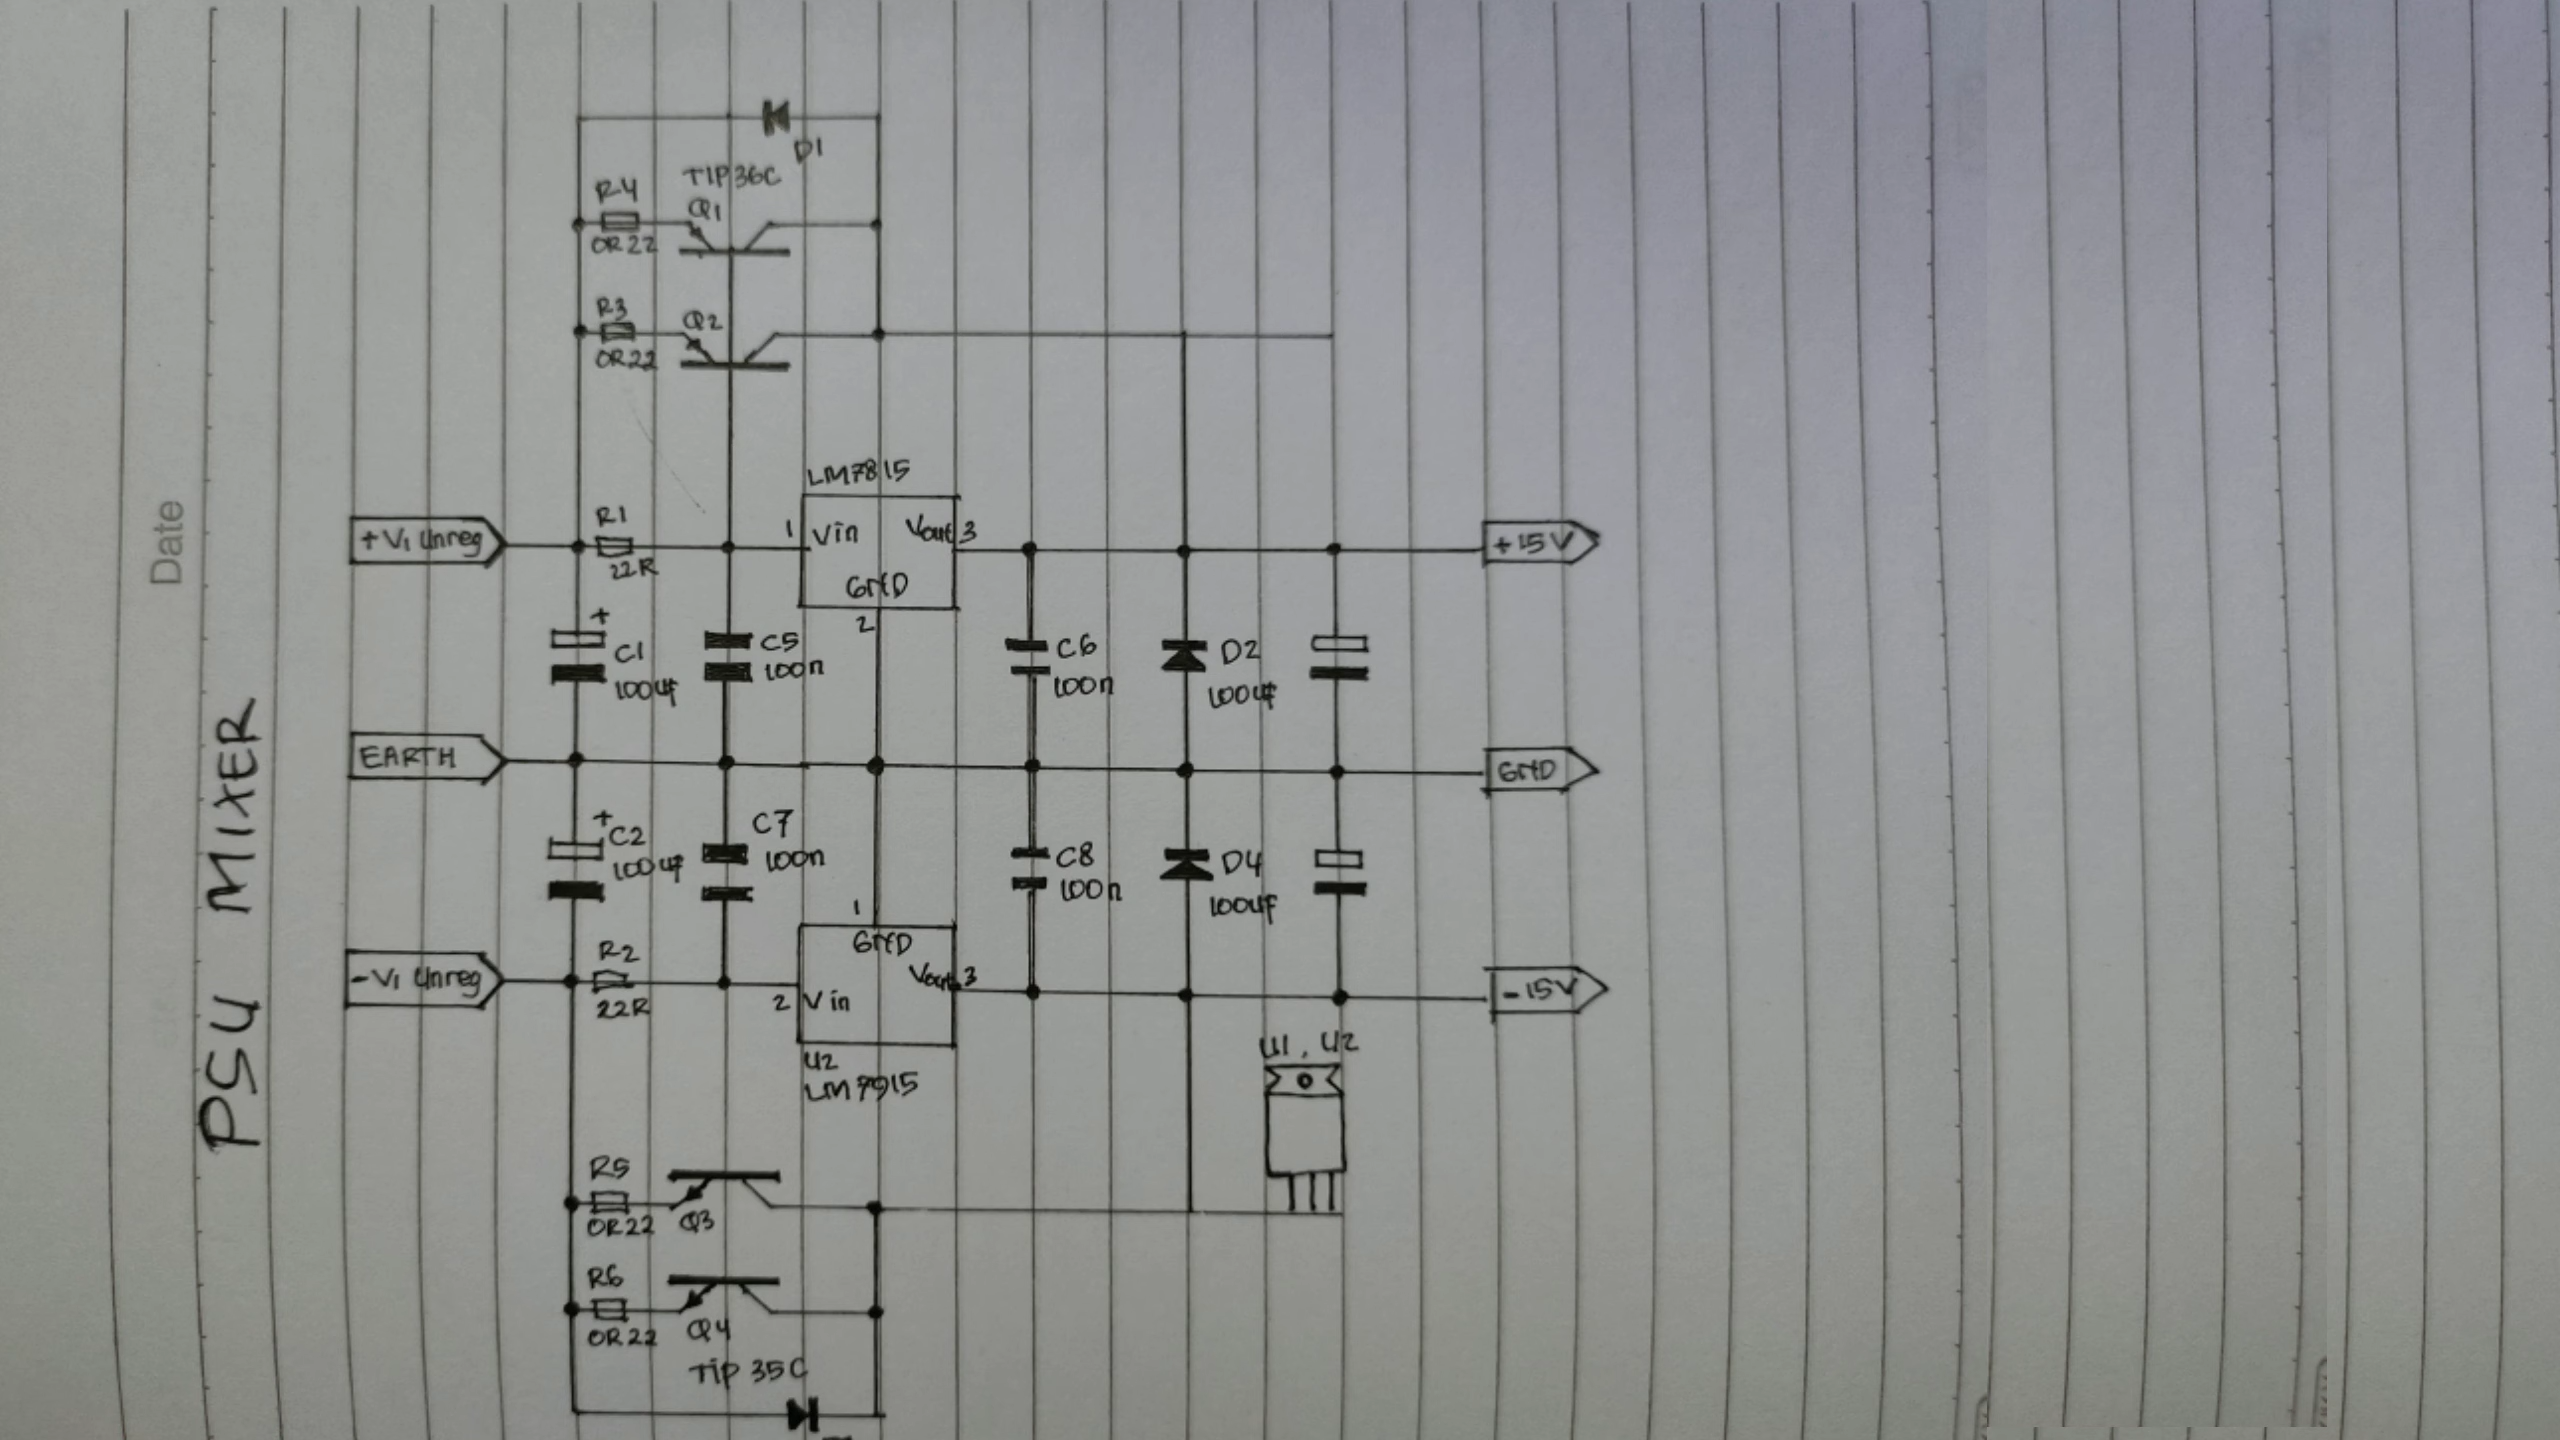 Date
PSU MIXER
D1
TIP36C
R4
Q1
0R22
R3
Q2
0R22
LM7815
+V1 Unreg
R1
22R
1
Vin
Vout
3
GND
2
+15V
+
C1
100uf
C5
100n
C6
100n
D2
100uf
EARTH
GND
+
C2
100uf
C7
100n
C8
100n
D4
100uf
1
GND
-V1 Unreg
R2
22R
2
Vin
Vout
3
-15V
U2
LM7915
U1, U2
R5
0R22
Q3
R6
0R22
Q4
Tip 35C